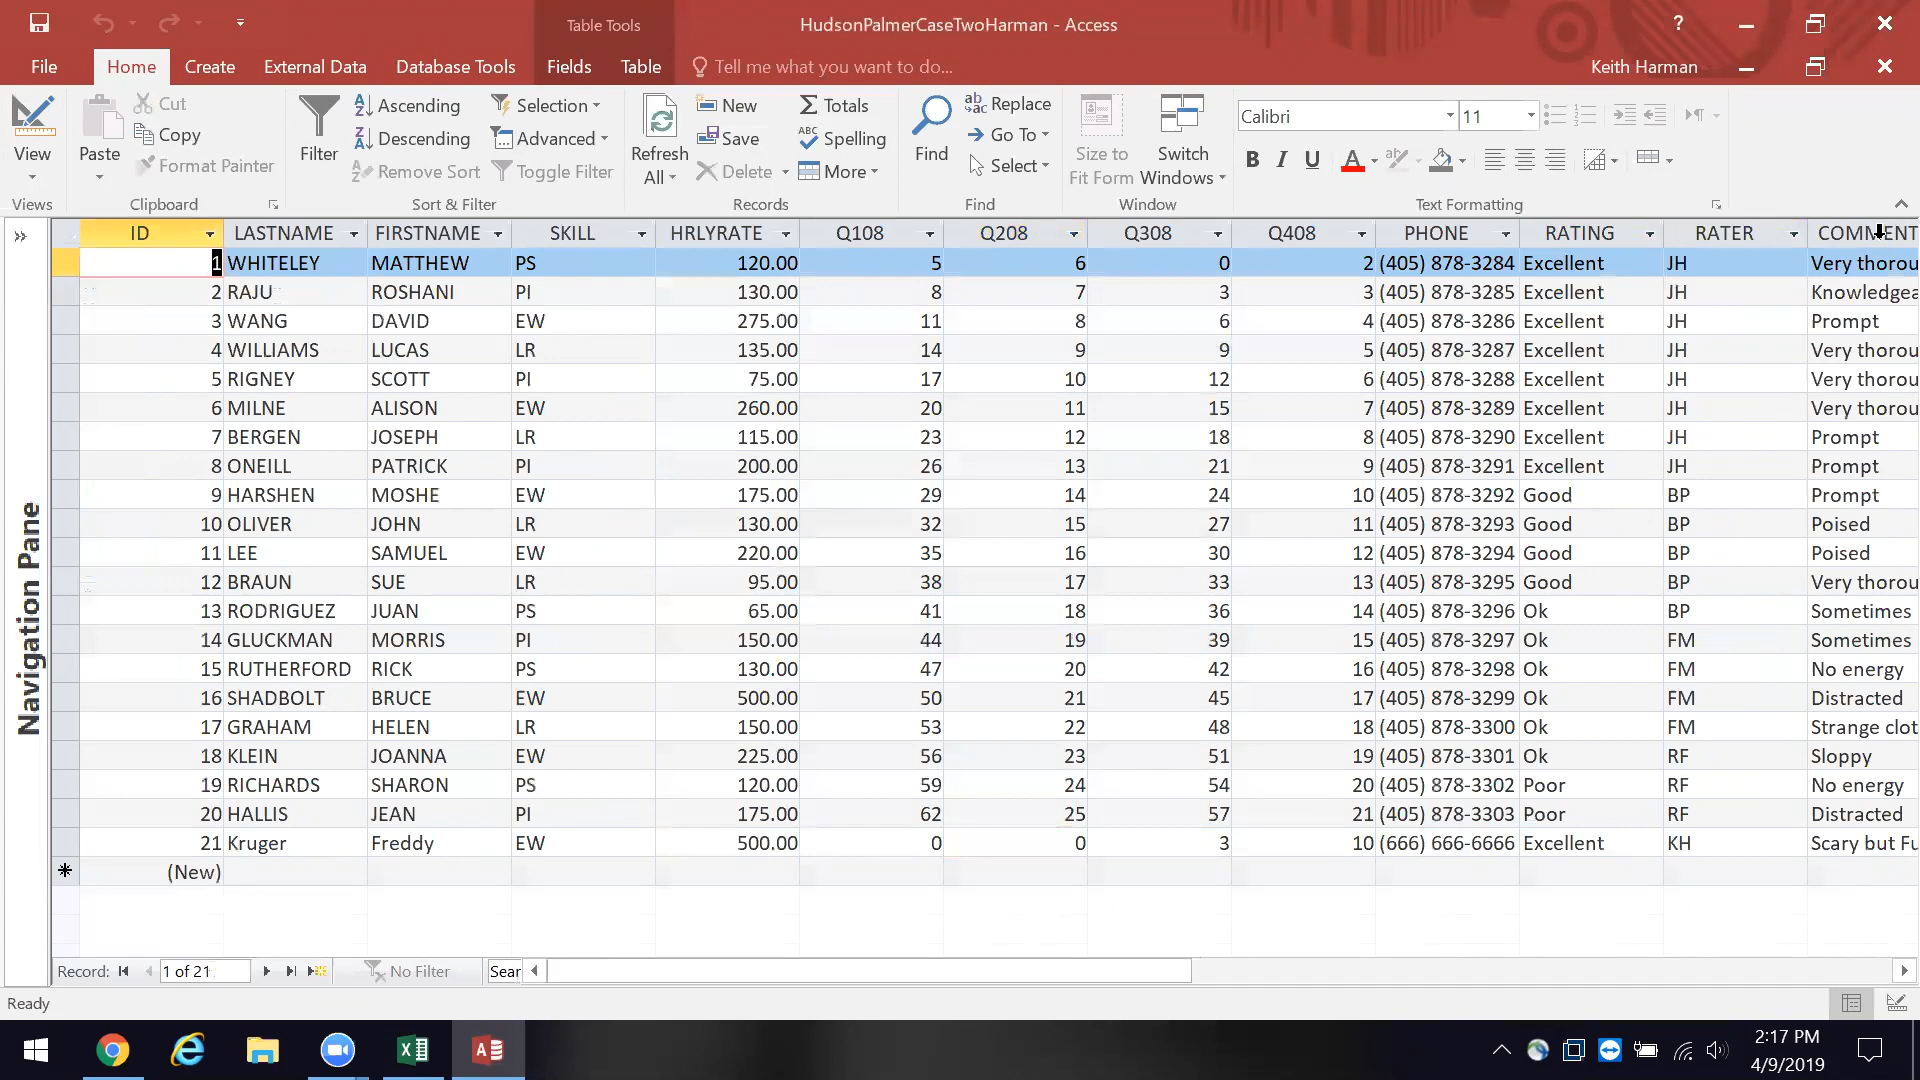 Table Tools
HudsonPalmerCaseTwoHarman - Access
?
File Home Create External Data Database Tools Fields Table Tell me what you want to do... Keith Harman
View
Views
Paste
Cut
Copy
Format Painter
Clipboard
Filter
Ascending
Descending
Remove Sort
Selection
Advanced
Toggle Filter
Sort & Filter
Refresh
All
New
Save
Delete
Totals
Spelling
More
Records
Find
Replace
Go To
Select
Find
Size to
Fit Form
Switch
Windows
Window
Calibri 11
B I U A
Text Formatting
Navigation Pane
ID LASTNAME FIRSTNAME SKILL HRLYRATE Q108 Q208 Q308 Q408 PHONE RATING RATER COMMENT
1 WHITELEY MATTHEW PS 120.00 5 6 0 2 (405) 878-3284 Excellent JH Very thorou
2 RAJU ROSHANI PI 130.00 8 7 3 3 (405) 878-3285 Excellent JH Knowledgea
3 WANG DAVID EW 275.00 11 8 6 4 (405) 878-3286 Excellent JH Prompt
4 WILLIAMS LUCAS LR 135.00 14 9 9 5 (405) 878-3287 Excellent JH Very thorou
5 RIGNEY SCOTT PI 75.00 17 10 12 6 (405) 878-3288 Excellent JH Very thorou
6 MILNE ALISON EW 260.00 20 11 15 7 (405) 878-3289 Excellent JH Very thorou
7 BERGEN JOSEPH LR 115.00 23 12 18 8 (405) 878-3290 Excellent JH Prompt
8 ONEILL PATRICK PI 200.00 26 13 21 9 (405) 878-3291 Excellent JH Prompt
9 HARSHEN MOSHE EW 175.00 29 14 24 10 (405) 878-3292 Good BP Prompt
10 OLIVER JOHN LR 130.00 32 15 27 11 (405) 878-3293 Good BP Poised
11 LEE SAMUEL EW 220.00 35 16 30 12 (405) 878-3294 Good BP Poised
12 BRAUN SUE LR 95.00 38 17 33 13 (405) 878-3295 Good BP Very thorou
13 RODRIGUEZ JUAN PS 65.00 41 18 36 14 (405) 878-3296 Ok BP Sometimes
14 GLUCKMAN MORRIS PI 150.00 44 19 39 15 (405) 878-3297 Ok FM Sometimes
15 RUTHERFORD RICK PS 130.00 47 20 42 16 (405) 878-3298 Ok FM No energy
16 SHADBOLT BRUCE EW 500.00 50 21 45 17 (405) 878-3299 Ok FM Distracted
17 GRAHAM HELEN LR 150.00 53 22 48 18 (405) 878-3300 Ok FM Strange clot
18 KLEIN JOANNA EW 225.00 56 23 51 19 (405) 878-3301 Ok RF Sloppy
19 RICHARDS SHARON PS 120.00 59 24 54 20 (405) 878-3302 Poor RF No energy
20 HALLIS JEAN PI 175.00 62 25 57 21 (405) 878-3303 Poor RF Distracted
21 Kruger Freddy EW 500.00 0 0 3 10 (666) 666-6666 Excellent KH Scary but Fu
(New)
Record: 1 of 21 No Filter Sear
Ready
2:17 PM
4/9/2019